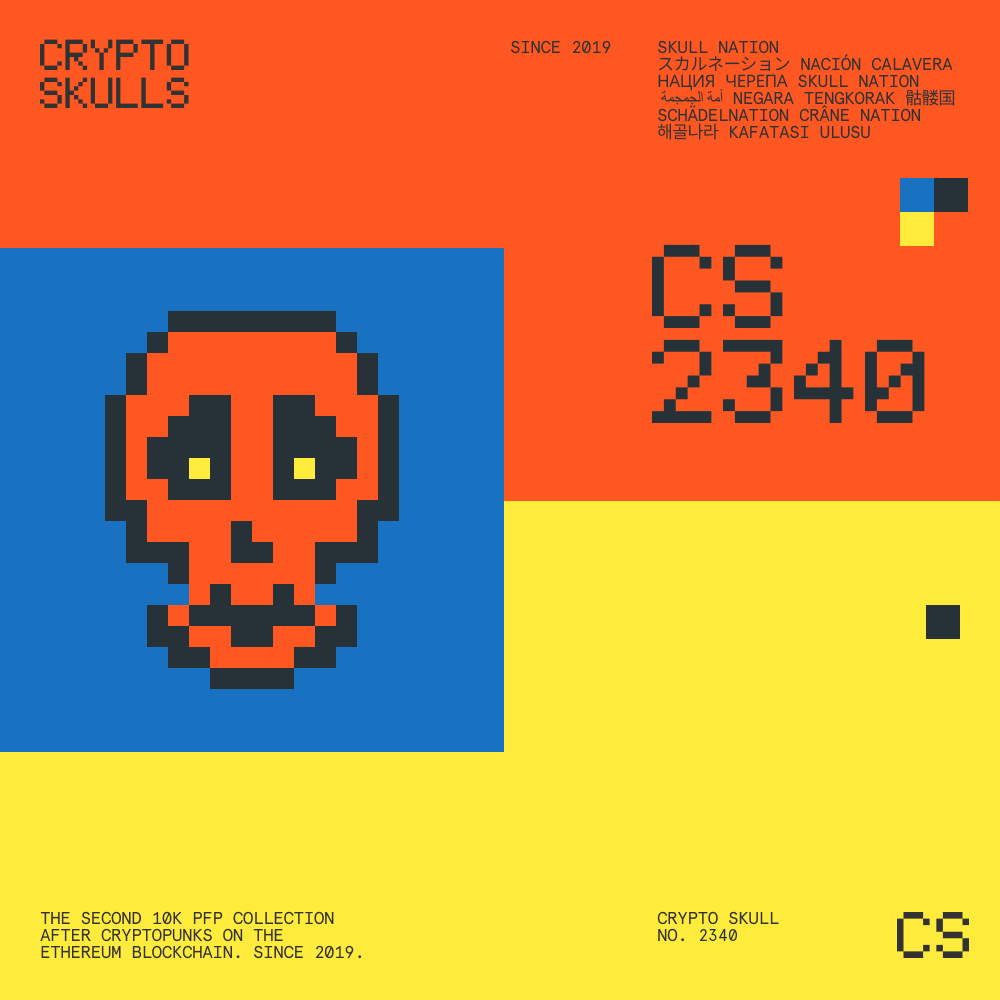 CRYPTO
SKULLS
SINCE 2019
SKULL NATION
スカルネーション NACIÓN CALAVERA
НАЦИЯ ЧЕРЕПА SKULL NATION
أمة الجمجمة NEGARA TENGKORAK 骷髅国
SCHÄDELNATION CRÂNE NATION
해골나라 KAFATASI ULUSU
CS
2340
THE SECOND 10K PFP COLLECTION
AFTER CRYPTOPUNKS ON THE
ETHEREUM BLOCKCHAIN. SINCE 2019.
CRYPTO SKULL
NO. 2340
CS